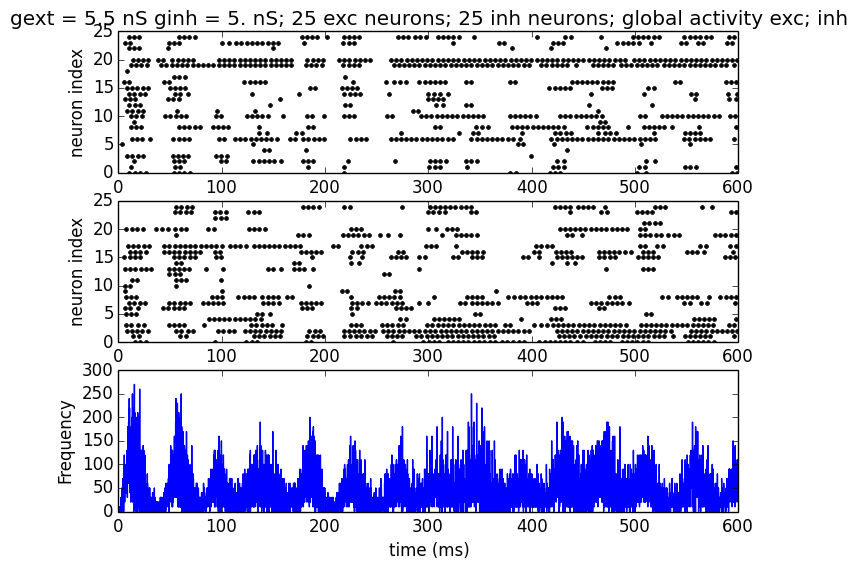 gext = 5.5 nS ginh = 5. nS; 25 exc neurons; 25 inh neurons; global activity exc; inh
25
20
15
10
5
0
neuron index
0 100 200 300 400 500 600
25
20
15
10
5
0
neuron index
0 100 200 300 400 500 600
300
250
200
150
100
50
0
Frequency
0 100 200 300 400 500 600
time (ms)